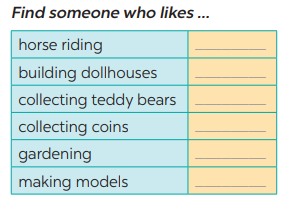 Find someone who likes ...
horse riding
building dollhouses
collecting teddy bears
collecting coins
gardening
making models